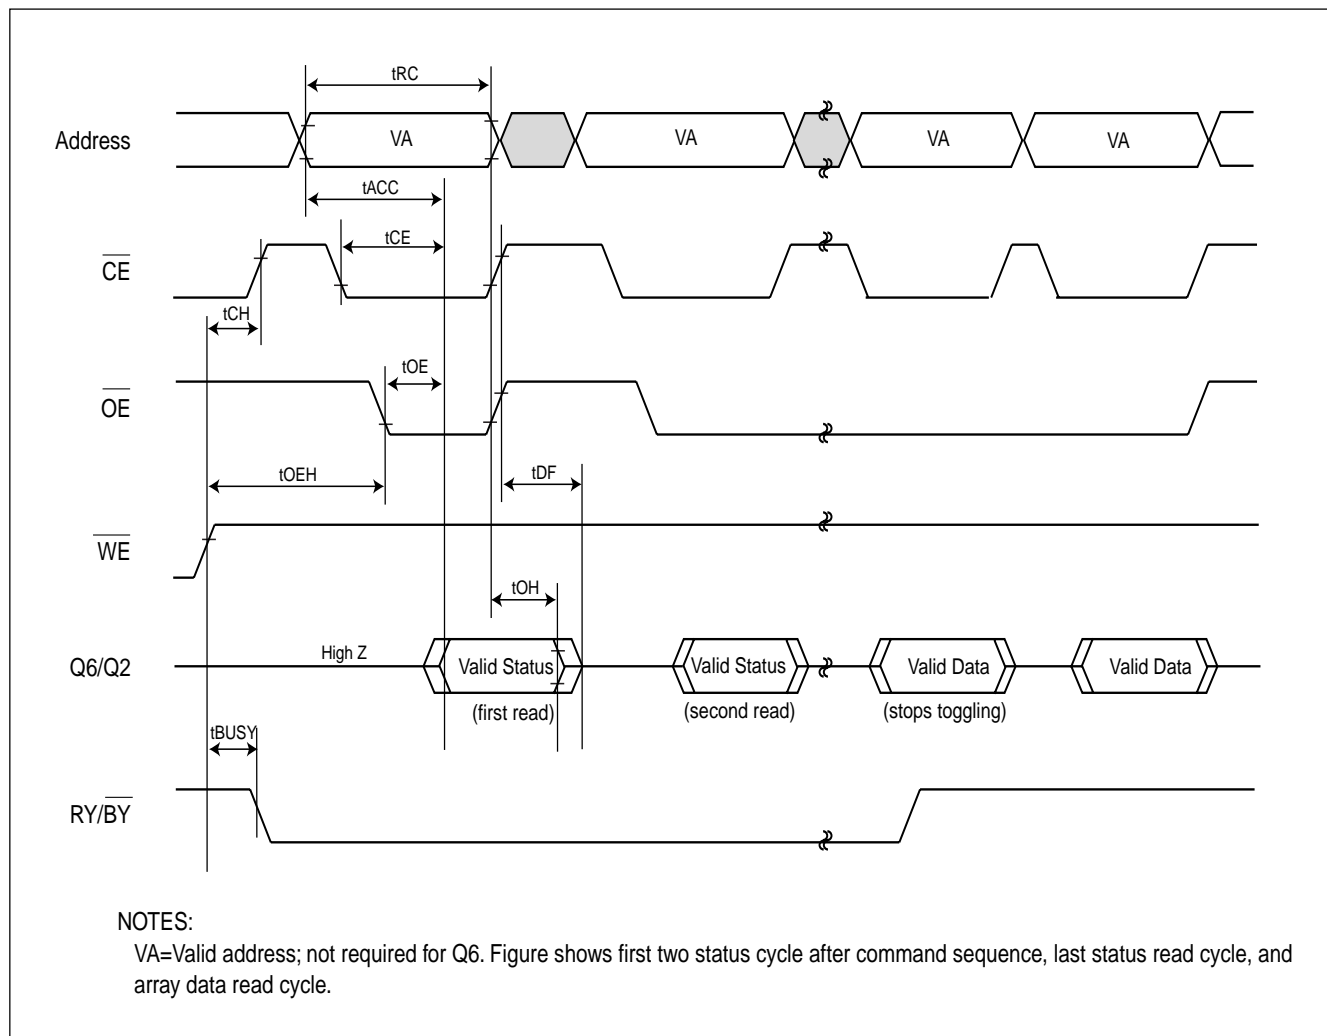 tRC
Address
VA
VA
VA
VA
tACC
tCE
CE
tCH
tOE
OE
tOEH
tDF
WE
tOH
Q6/Q2
High Z
Valid Status
Valid Status
Valid Data
Valid Data
(first read)
(second read)
(stops toggling)
tBUSY
RY/BY
NOTES:
VA=Valid address; not required for Q6. Figure shows first two status cycle after command sequence, last status read cycle, and
array data read cycle.